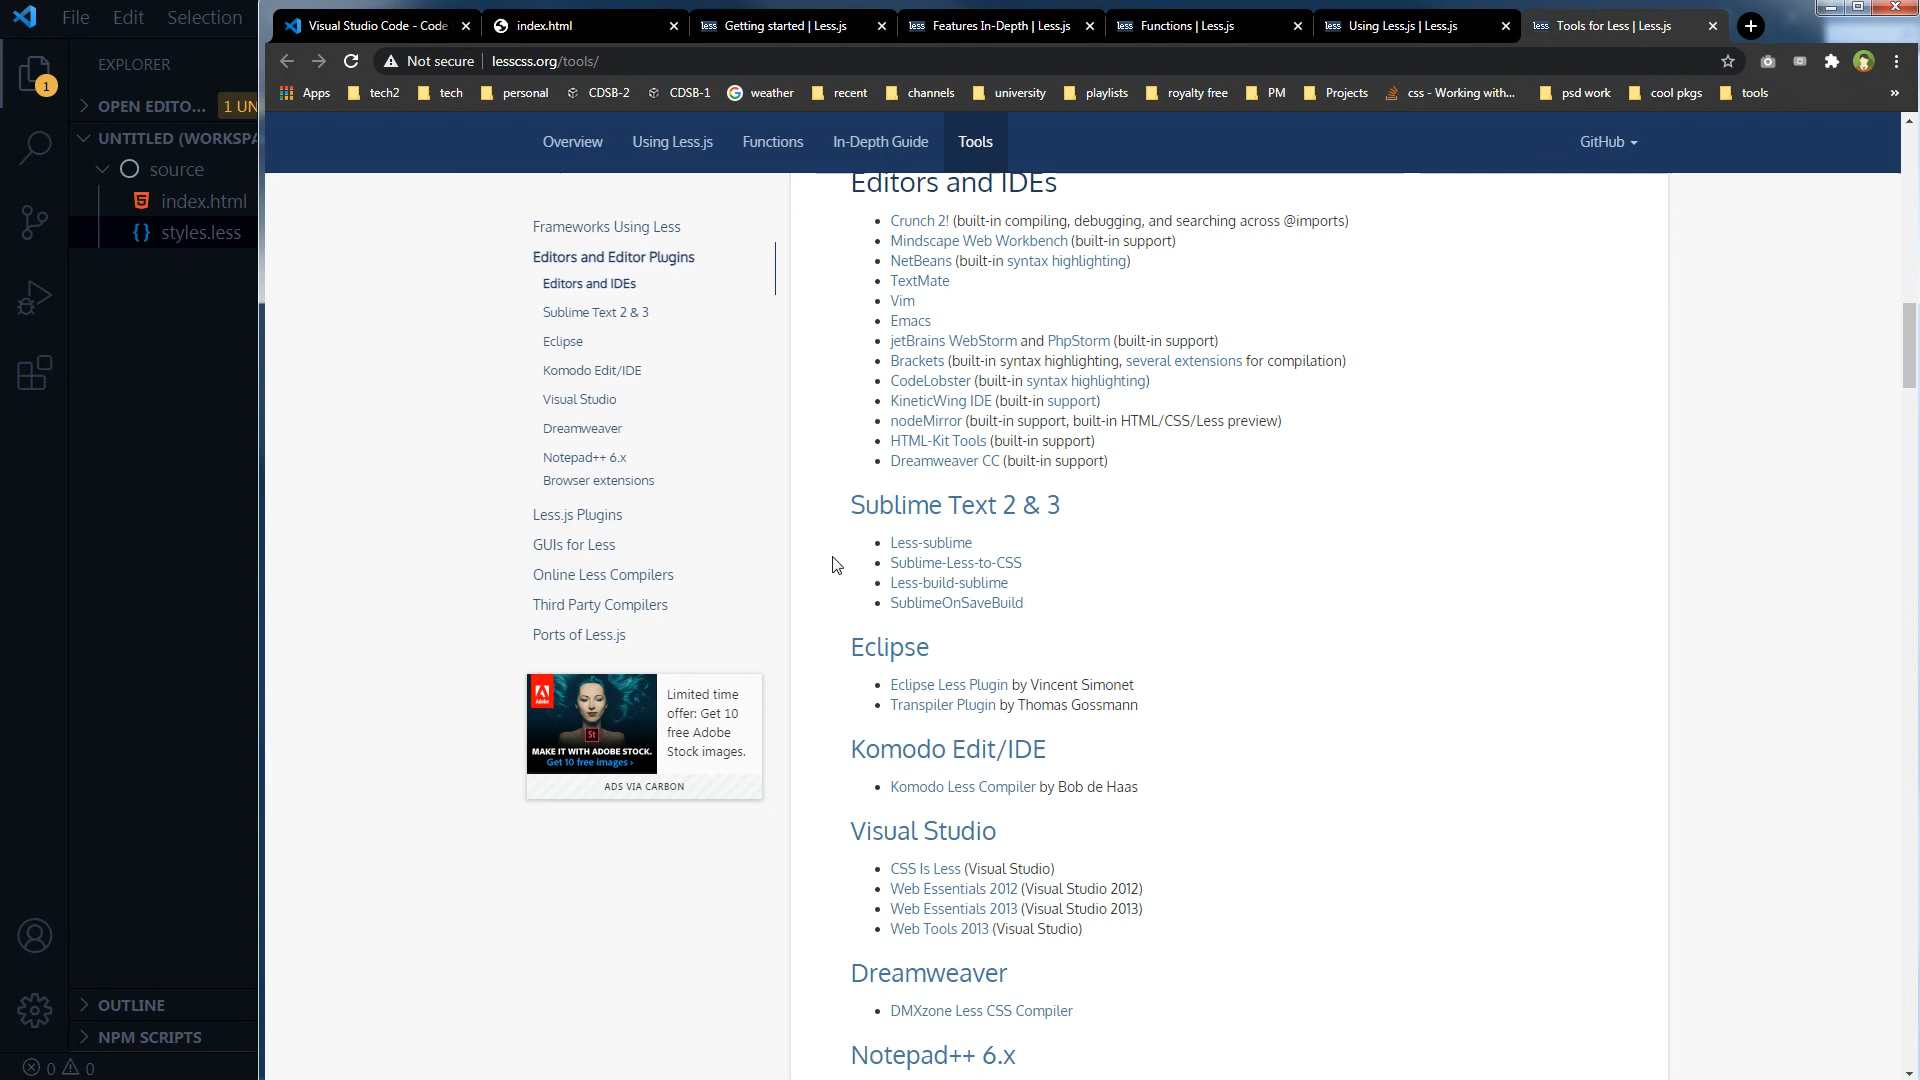 File Edit Selection
EXPLORER
1
OPEN EDITO... 1 UN
UNTITLED (WORKSPA
source
index.html
styles.less
OUTLINE
NPM SCRIPTS
0 0
Visual Studio Code - Code
index.html
Getting started | Less.js
Features In-Depth | Less.js
Functions | Less.js
Using Less.js | Less.js
Tools for Less | Less.js
Not secure lesscss.org/tools/
Apps tech2 tech personal CDSB-2 CDSB-1 weather recent channels university playlists royalty free PM Projects css - Working with... psd work cool pkgs tools »
Overview Using Less.js Functions In-Depth Guide Tools GitHub
Frameworks Using Less
Editors and Editor Plugins
Editors and IDEs
Sublime Text 2 & 3
Eclipse
Komodo Edit/IDE
Visual Studio
Dreamweaver
Notepad++ 6.x
Browser extensions
Less.js Plugins
GUIs for Less
Online Less Compilers
Third Party Compilers
Ports of Less.js
Adobe
St
MAKE IT WITH ADOBE STOCK.
Get 10 free images ›
Limited time
offer: Get 10
free Adobe
Stock images.
ADS VIA CARBON
Editors and IDEs
Crunch 2! (built-in compiling, debugging, and searching across @imports)
Mindscape Web Workbench (built-in support)
NetBeans (built-in syntax highlighting)
TextMate
Vim
Emacs
jetBrains WebStorm and PhpStorm (built-in support)
Brackets (built-in syntax highlighting, several extensions for compilation)
CodeLobster (built-in syntax highlighting)
KineticWing IDE (built-in support)
nodeMirror (built-in support, built-in HTML/CSS/Less preview)
HTML-Kit Tools (built-in support)
Dreamweaver CC (built-in support)
Sublime Text 2 & 3
Less-sublime
Sublime-Less-to-CSS
Less-build-sublime
SublimeOnSaveBuild
Eclipse
Eclipse Less Plugin by Vincent Simonet
Transpiler Plugin by Thomas Gossmann
Komodo Edit/IDE
Komodo Less Compiler by Bob de Haas
Visual Studio
CSS Is Less (Visual Studio)
Web Essentials 2012 (Visual Studio 2012)
Web Essentials 2013 (Visual Studio 2013)
Web Tools 2013 (Visual Studio)
Dreamweaver
DMXzone Less CSS Compiler
Notepad++ 6.x